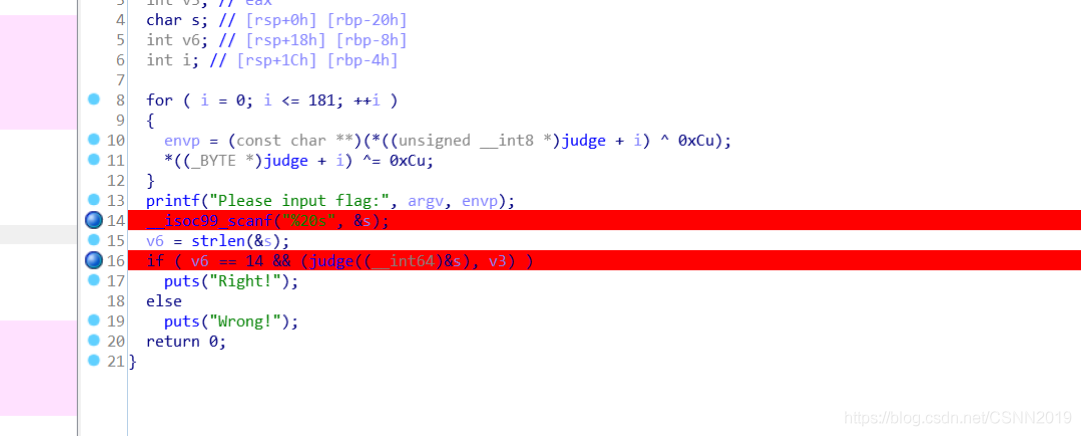 3 int v3; // eax
4 char s; // [rsp+0h] [rbp-20h]
5 int v6; // [rsp+18h] [rbp-8h]
6 int i; // [rsp+1Ch] [rbp-4h]
7
8 for ( i = 0; i <= 181; ++i )
9 {
10 envp = (const char **)(*((unsigned __int8 *)judge + i) ^ 0xCu);
11 *((_BYTE *)judge + i) ^= 0xCu;
12 }
13 printf("Please input flag:", argv, envp);
14 __isoc99_scanf("%20s", &s);
15 v6 = strlen(&s);
16 if ( v6 == 14 && (judge((__int64)&s), v3) )
17 puts("Right!");
18 else
19 puts("Wrong!");
20 return 0;
21 }
https://blog.csdn.net/CSNN2019